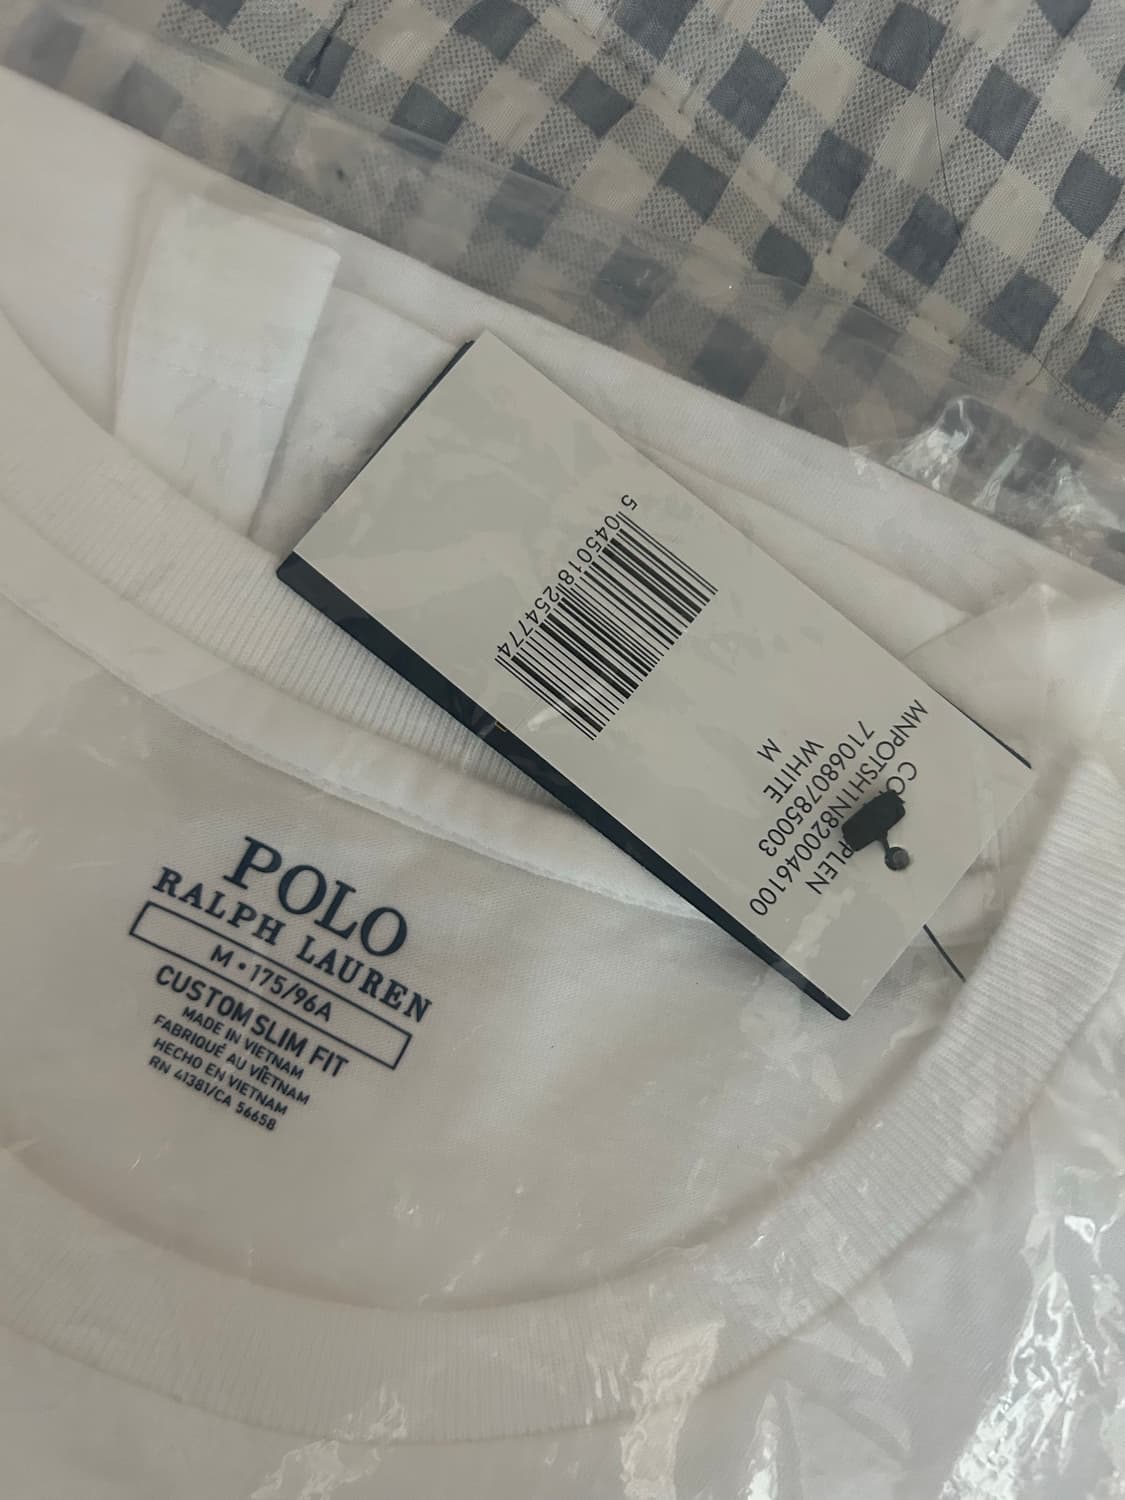 POLO
RALPH LAUREN
M • 175/96A
CUSTOM SLIM FIT
MADE IN VIETNAM
FABRIQUÉ AU VIETNAM
HECHO EN VIETNAM
RN 41381/CA 56658
MNPOTSH1N820046100
710680785003
WHITE
M
5 045018 254774